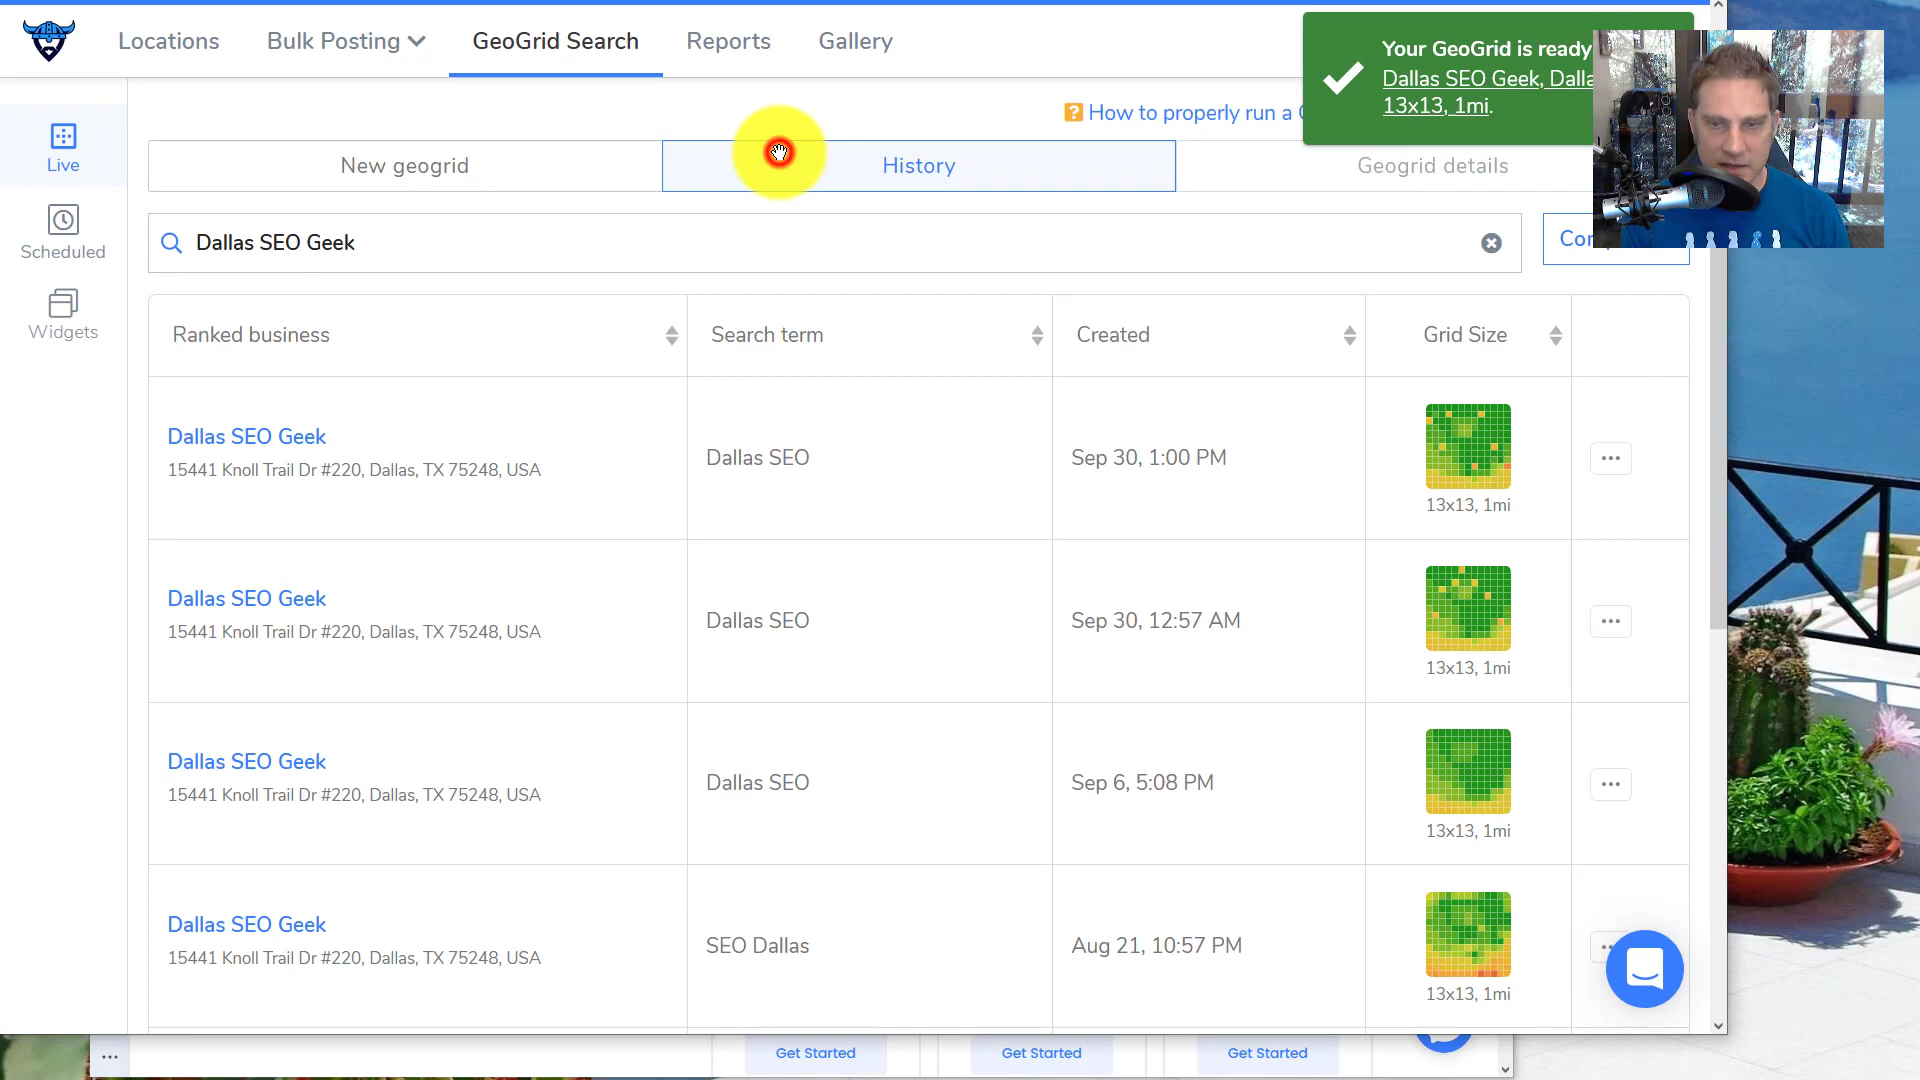 Locations
Bulk Posting
GeoGrid Search
Reports
Gallery
Your GeoGrid is ready
Dallas SEO Geek, Dalla
13x13, 1mi.
How to properly run a
Live
Scheduled
Widgets
New geogrid
History
Geogrid details
Dallas SEO Geek
Ranked business
Search term
Created
Grid Size
Dallas SEO Geek
15441 Knoll Trail Dr #220, Dallas, TX 75248, USA
Dallas SEO
Sep 30, 1:00 PM
13x13, 1mi
Dallas SEO Geek
15441 Knoll Trail Dr #220, Dallas, TX 75248, USA
Dallas SEO
Sep 30, 12:57 AM
13x13, 1mi
Dallas SEO Geek
15441 Knoll Trail Dr #220, Dallas, TX 75248, USA
Dallas SEO
Sep 6, 5:08 PM
13x13, 1mi
Dallas SEO Geek
15441 Knoll Trail Dr #220, Dallas, TX 75248, USA
SEO Dallas
Aug 21, 10:57 PM
13x13, 1mi
Get Started
Get Started
Get Started